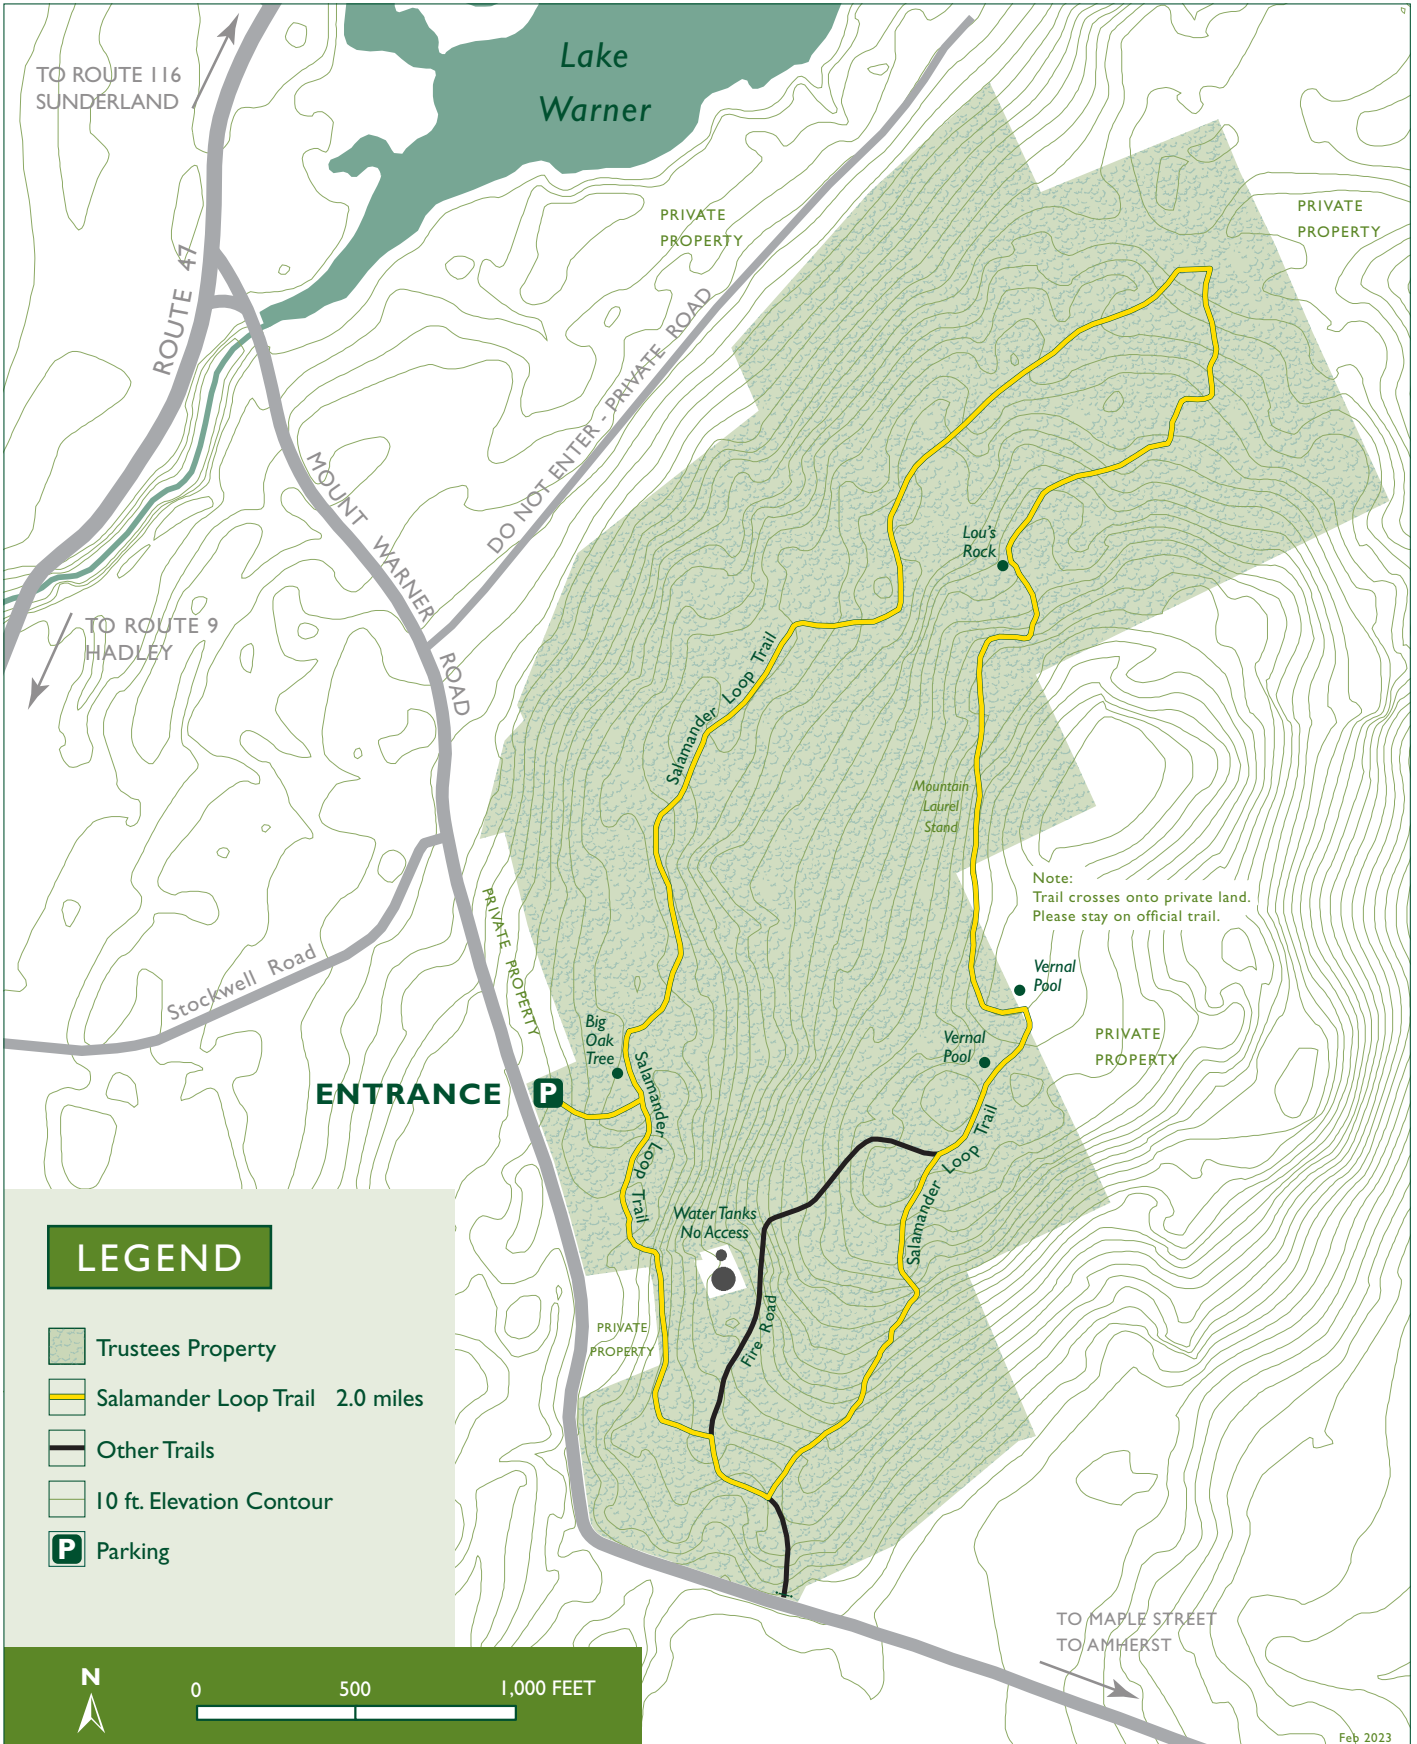 Lake
Warner
TO ROUTE 116
SUNDERLAND
ROUTE 47
PRIVATE
PROPERTY
PRIVATE
PROPERTY
DO NOT ENTER - PRIVATE ROAD
MOUNT WARNER ROAD
Lou's
Rock
TO ROUTE 9
HADLEY
Salamander Loop Trail
Mountain
Laurel
Stand
Note:
Trail crosses onto private land.
Please stay on official trail.
PRIVATE PROPERTY
Stockwell Road
Vernal
Pool
Big
Oak
Tree
Vernal
Pool
PRIVATE
PROPERTY
ENTRANCE
P
Salamander Loop Trail
Salamander Loop Trail
Water Tanks
No Access
Fire Road
PRIVATE
PROPERTY
LEGEND
Trustees Property
Salamander Loop Trail 2.0 miles
Other Trails
10 ft. Elevation Contour
P Parking
TO MAPLE STREET
TO AMHERST
N
0 500 1,000 FEET
Feb 2023